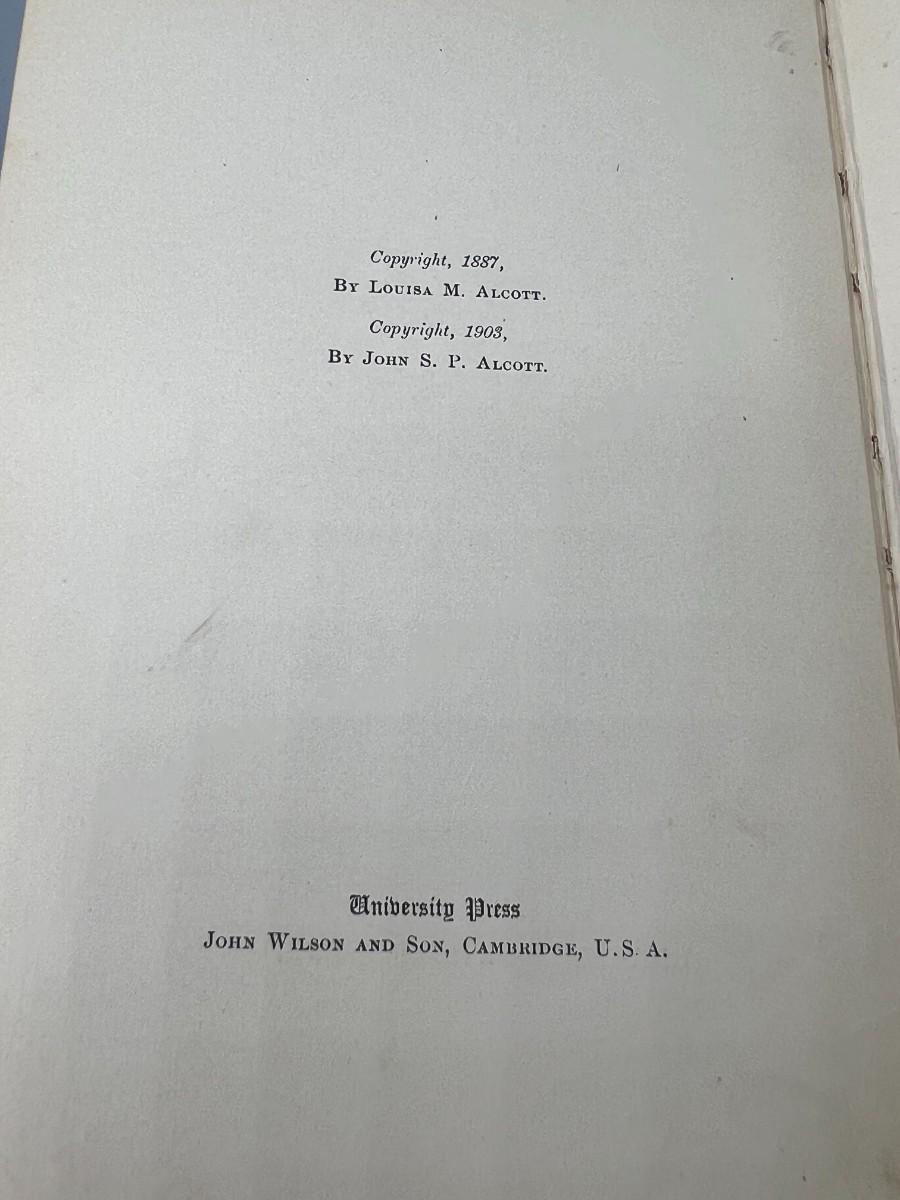 Copyright, 1887,
By Louisa M. Alcott.
Copyright, 1903,
By John S. P. Alcott.
University Press
John Wilson and Son, Cambridge, U.S.A.